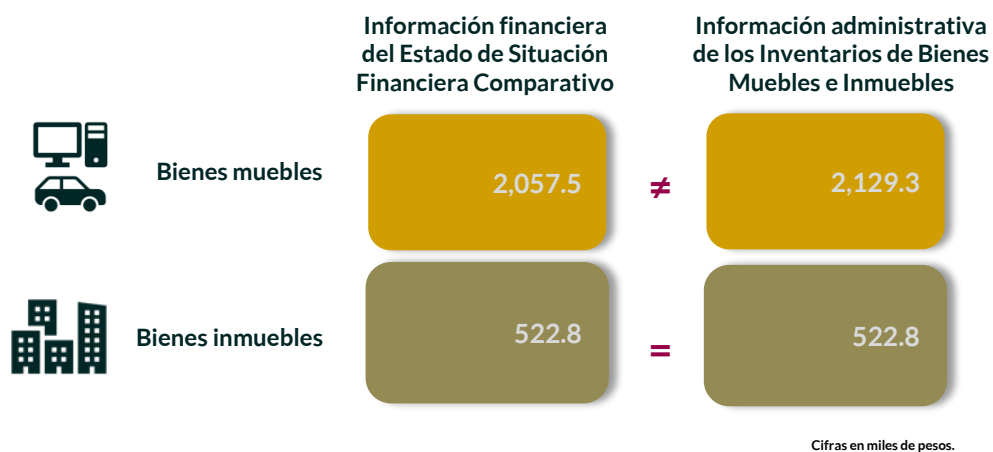 Información financiera
del Estado de Situación
Financiera Comparativo
Información administrativa
de los Inventarios de Bienes
Muebles e Inmuebles
Bienes muebles
2,057.5
≠
2,129.3
Bienes inmuebles
522.8
=
522.8
Cifras en miles de pesos.